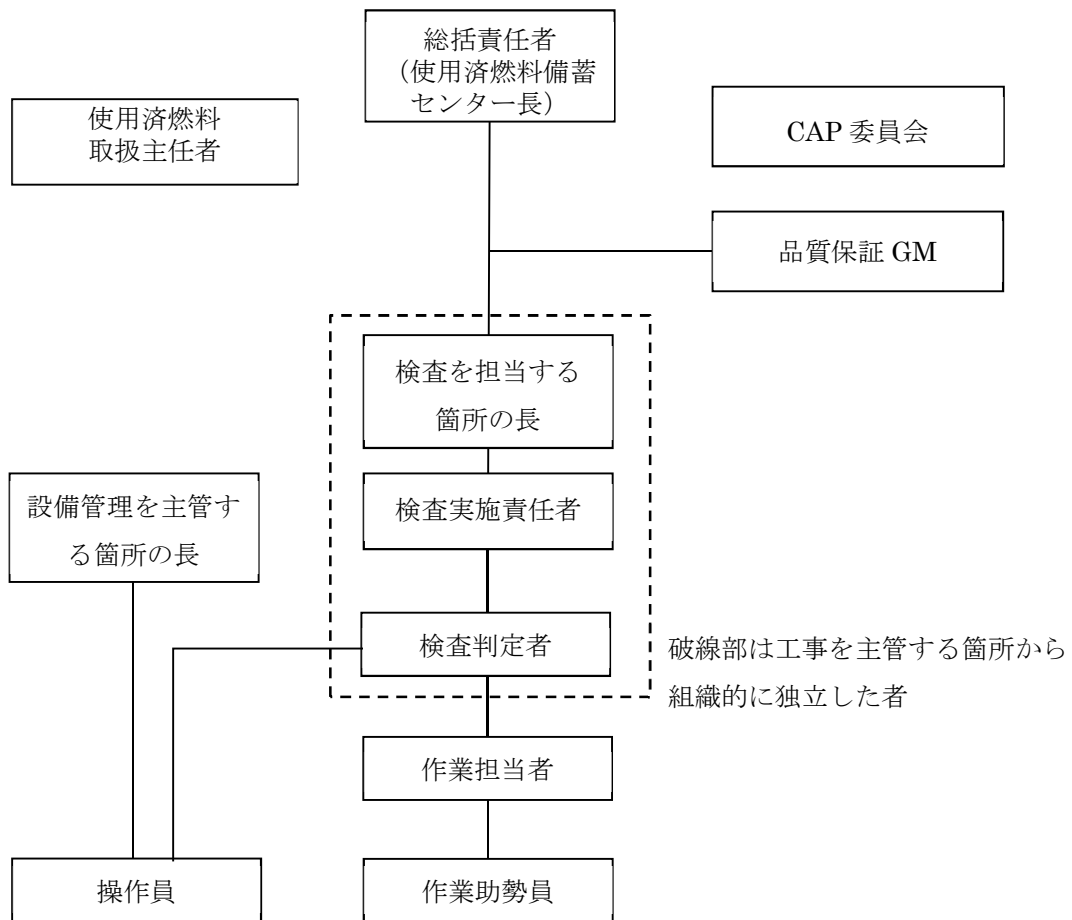 総括責任者
（使用済燃料備蓄
センター長）
使用済燃料
取扱主任者
CAP 委員会
品質保証 GM
検査を担当する
箇所の長
設備管理を主管す
る箇所の長
検査実施責任者
検査判定者
破線部は工事を主管する箇所から
組織的に独立した者
作業担当者
操作員
作業助勢員